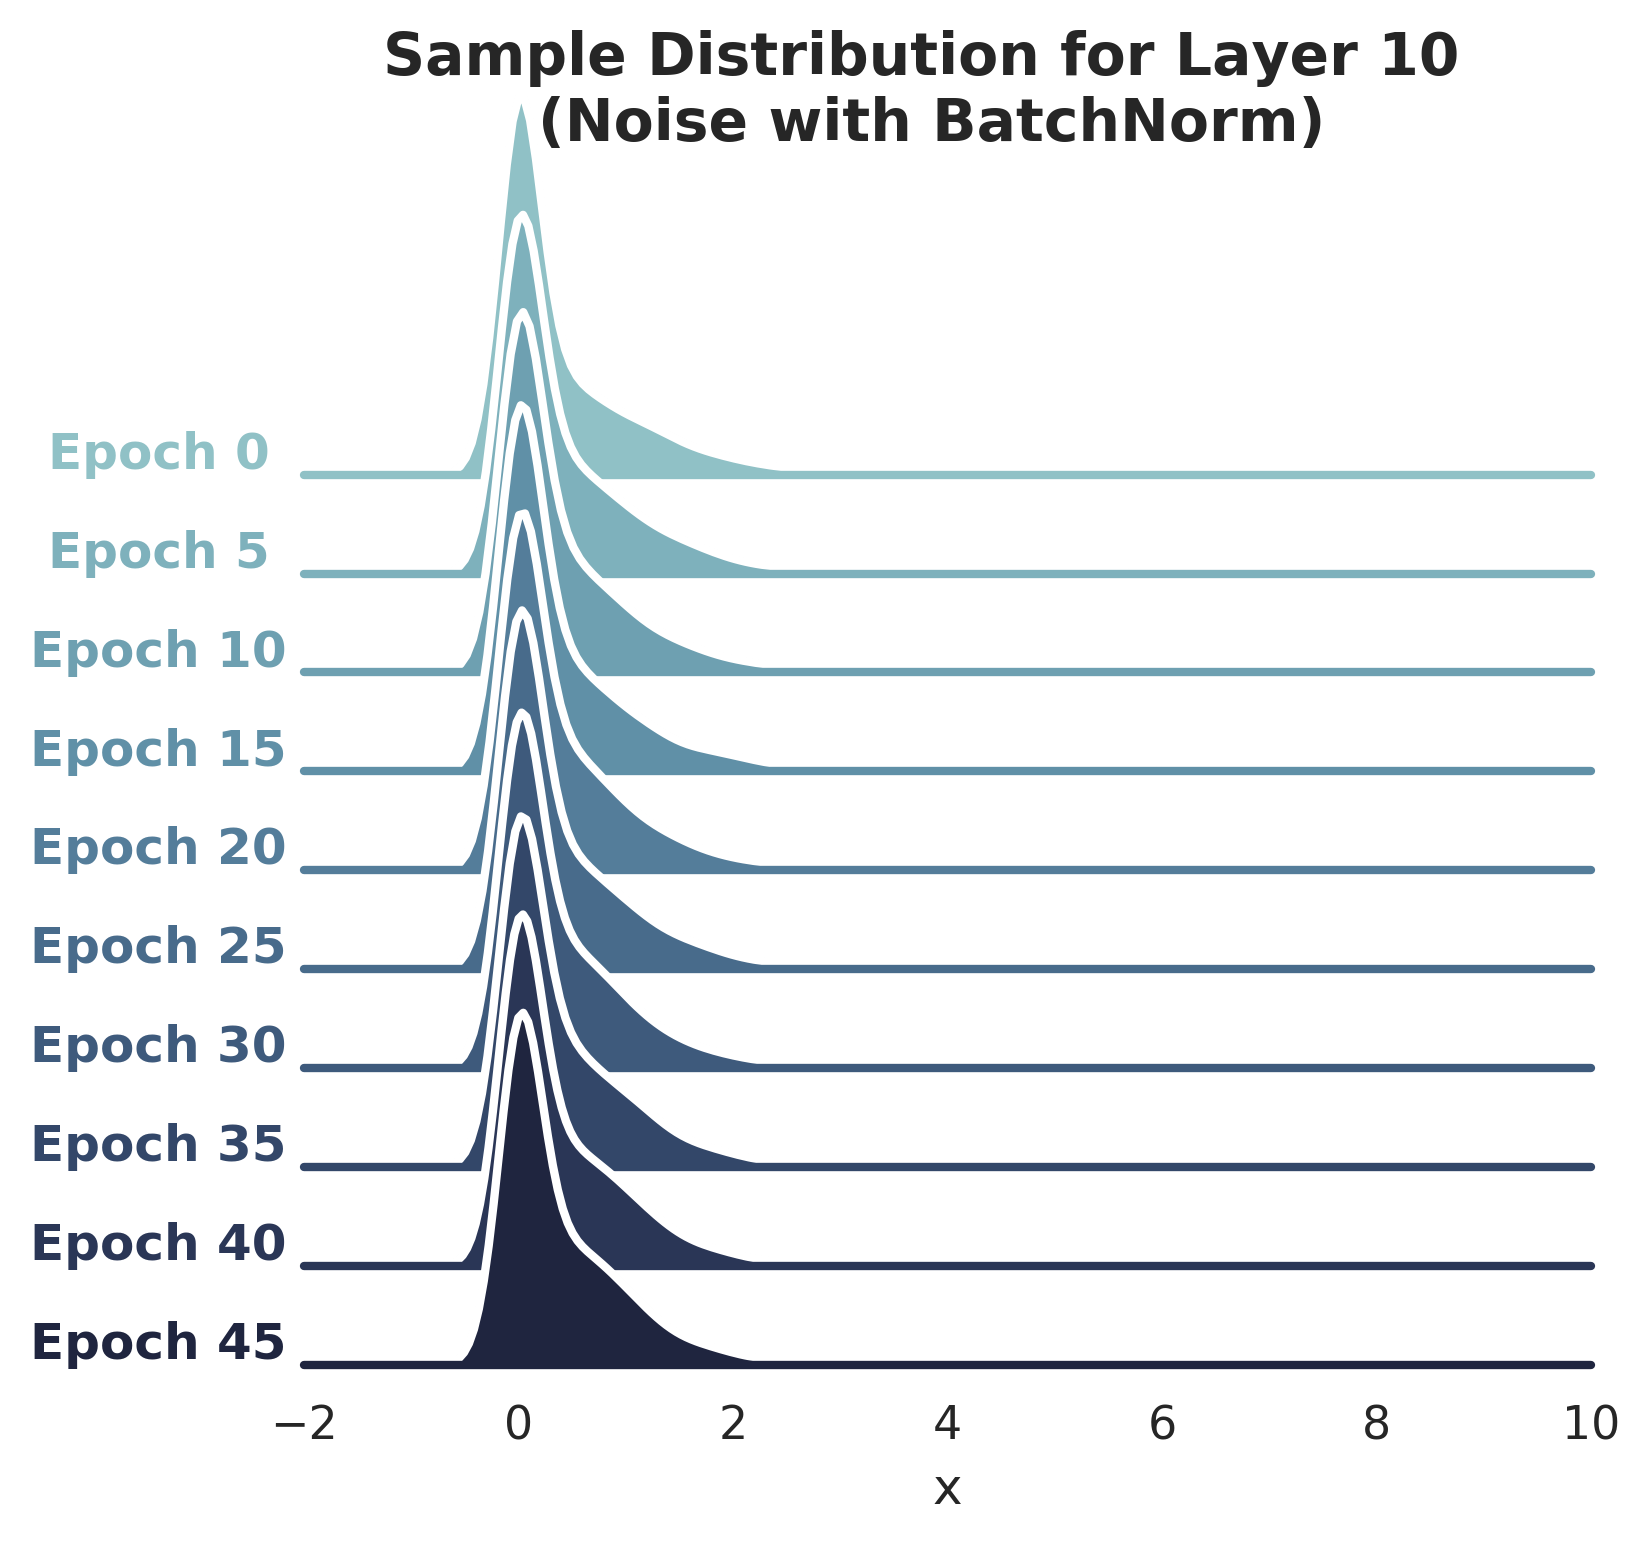 Sample Distribution for Layer 10
(Noise with BatchNorm)
Epoch 0
Epoch 5
Epoch 10
Epoch 15
Epoch 20
Epoch 25
Epoch 30
Epoch 35
Epoch 40
Epoch 45
−2 0 2 4 6 8 10
x